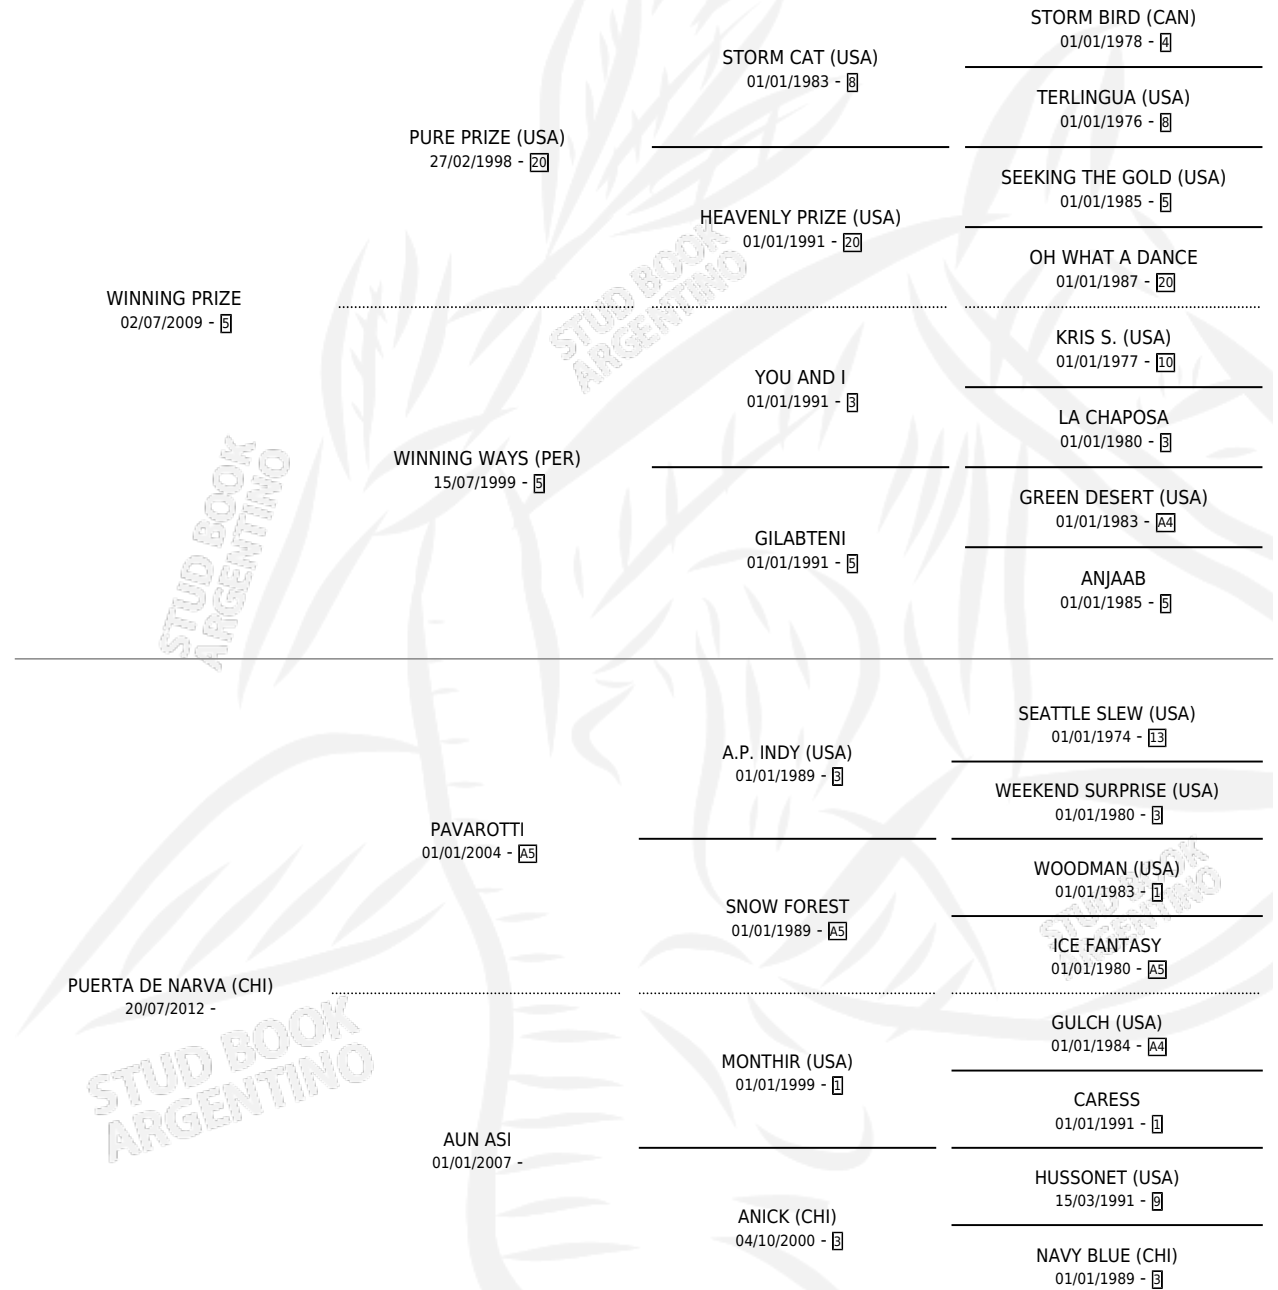 STORM BIRD (CAN)
01/01/1978 - 4
STORM CAT (USA)
01/01/1983 - 8
TERLINGUA (USA)
01/01/1976 - 8
PURE PRIZE (USA)
27/02/1998 - 20
SEEKING THE GOLD (USA)
01/01/1985 - 5
HEAVENLY PRIZE (USA)
01/01/1991 - 20
OH WHAT A DANCE
01/01/1987 - 20
WINNING PRIZE
02/07/2009 - 5
KRIS S. (USA)
01/01/1977 - 10
YOU AND I
01/01/1991 - 3
LA CHAPOSA
01/01/1980 - 3
WINNING WAYS (PER)
15/07/1999 - 5
GREEN DESERT (USA)
01/01/1983 - A4
GILABTENI
01/01/1991 - 5
ANJAAB
01/01/1985 - 5
SEATTLE SLEW (USA)
01/01/1974 - 13
A.P. INDY (USA)
01/01/1989 - 3
WEEKEND SURPRISE (USA)
01/01/1980 - 3
PAVAROTTI
01/01/2004 - A5
WOODMAN (USA)
01/01/1983 - 1
SNOW FOREST
01/01/1989 - A5
ICE FANTASY
01/01/1980 - A5
PUERTA DE NARVA (CHI)
20/07/2012 -
GULCH (USA)
01/01/1984 - A4
MONTHIR (USA)
01/01/1999 - 1
CARESS
01/01/1991 - 1
AUN ASI
01/01/2007 -
HUSSONET (USA)
15/03/1991 - 9
ANICK (CHI)
04/10/2000 - 3
NAVY BLUE (CHI)
01/01/1989 - 3
STUD BOOK
ARGENTINO
STUD BOOK
ARGENTINO
STUD BOOK
ARGENTINO
STUD BOOK
ARGENTINO